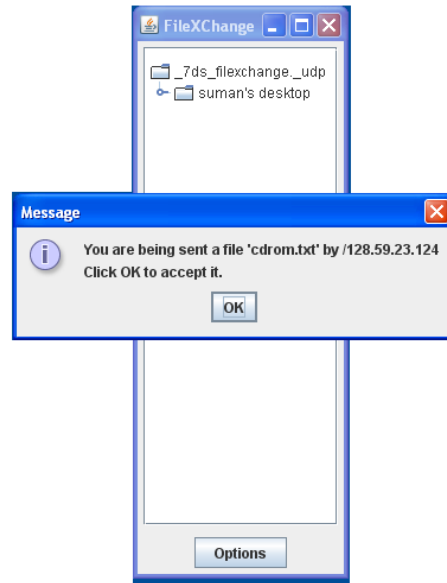 FileXChange
_7ds_filexchange._udp
suman's desktop
Message
You are being sent a file 'cdrom.txt' by /128.59.23.124
Click OK to accept it.
OK
Options